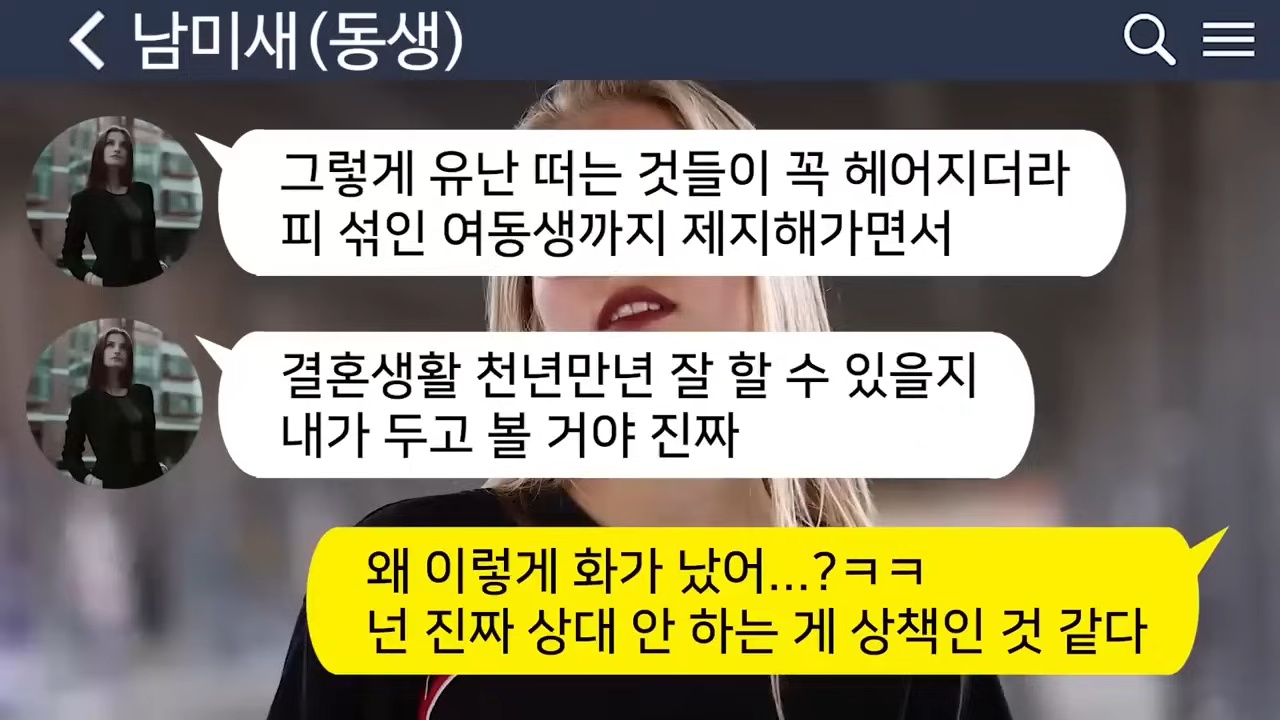 남미새(동생)
그렇게 유난 떠는 것들이 꼭 헤어지더라
피 섞인 여동생까지 제지해가면서
결혼생활 천년만년 잘 할 수 있을지
내가 두고 볼 거야 진짜
왜 이렇게 화가 났어...?ㅋㅋ
넌 진짜 상대 안 하는 게 상책인 것 같다